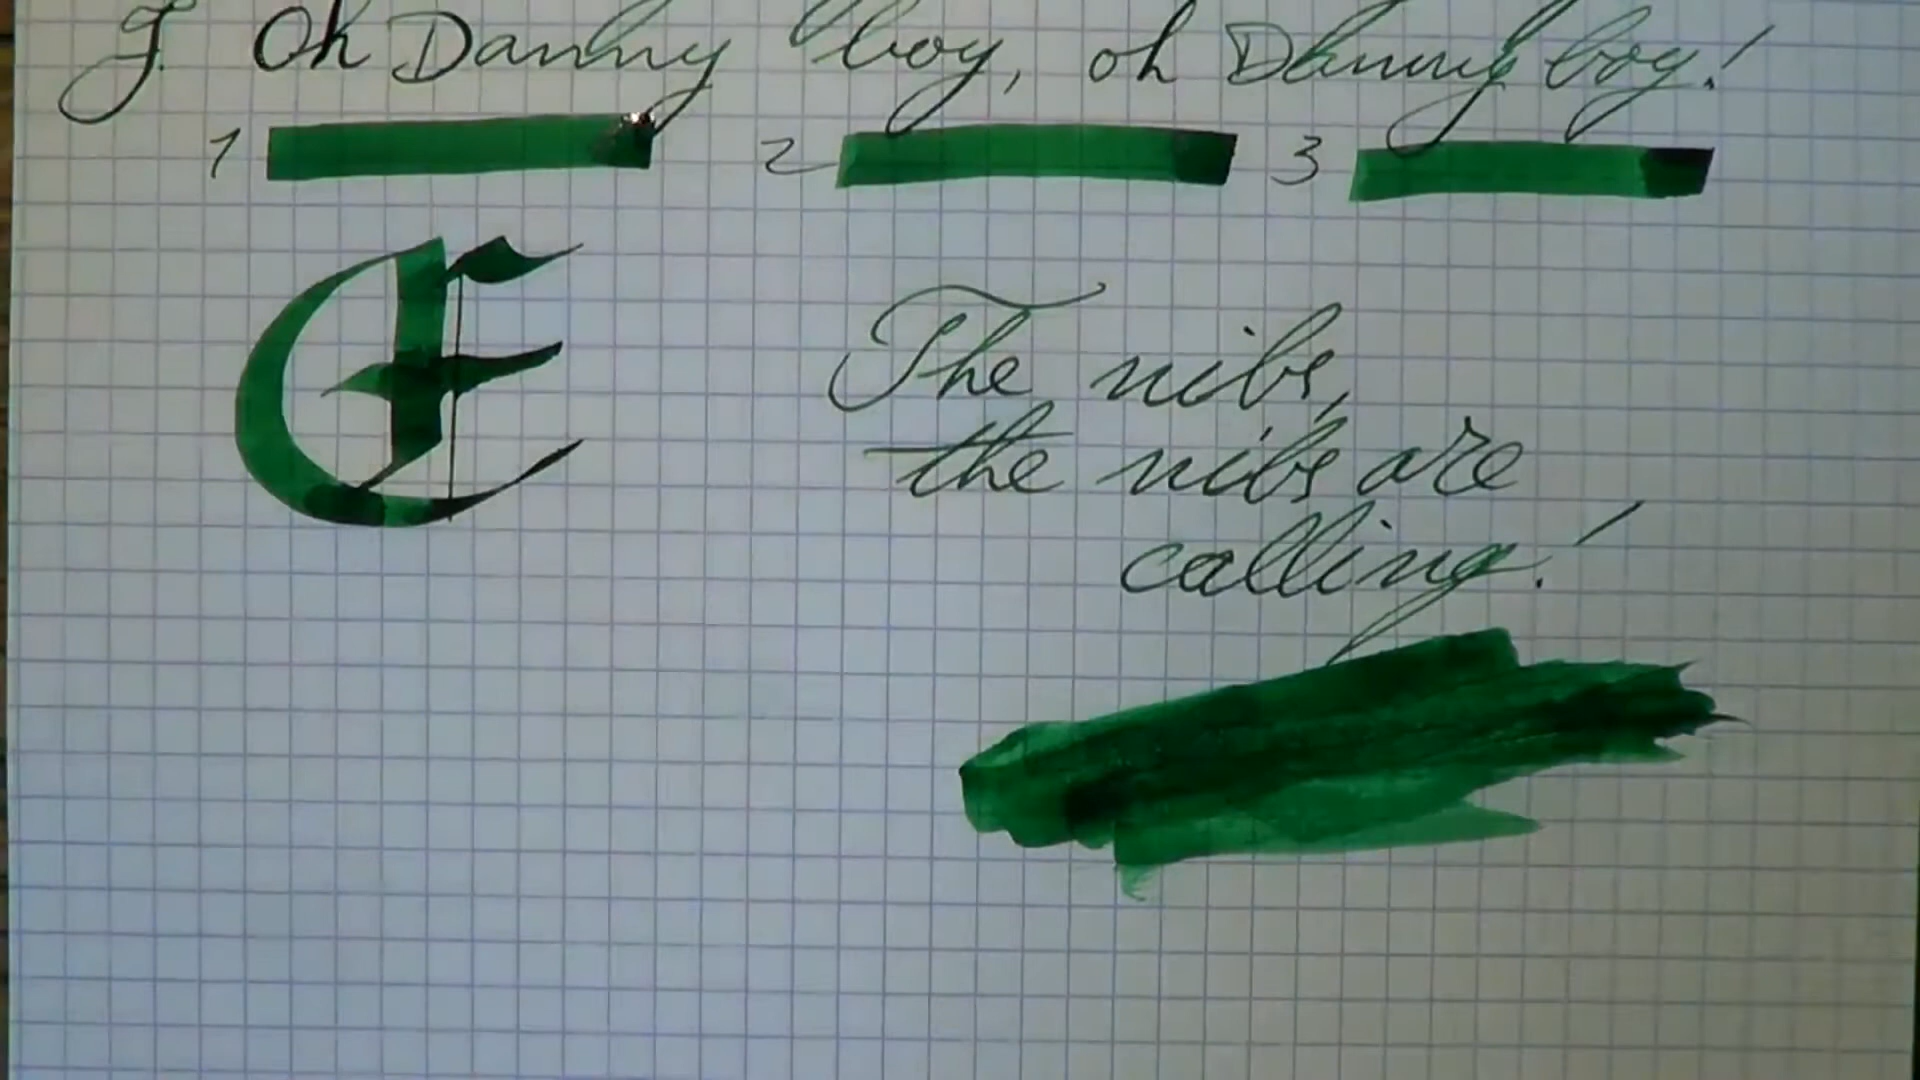 F. Oh Danny boy, oh Danny boy!
1 2 3
E
The nibs,
the nibs are
calling!